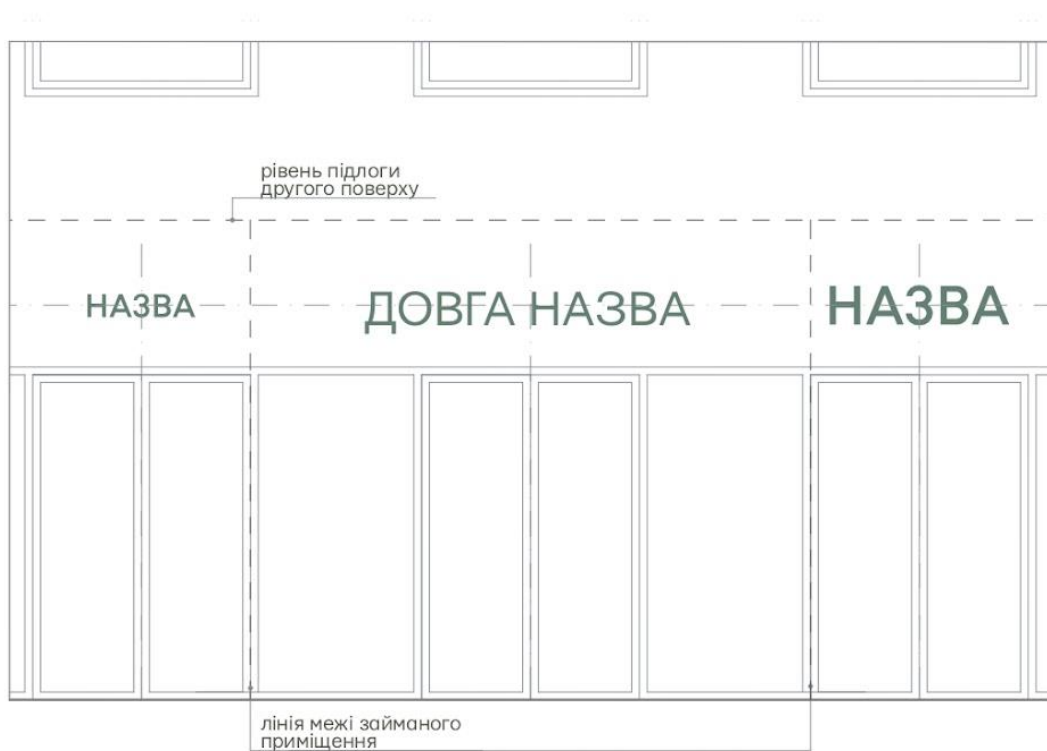 рівень підлоги
другого поверху
НАЗВА
ДОВГА НАЗВА
НАЗВА
лінія межі займаного
приміщення